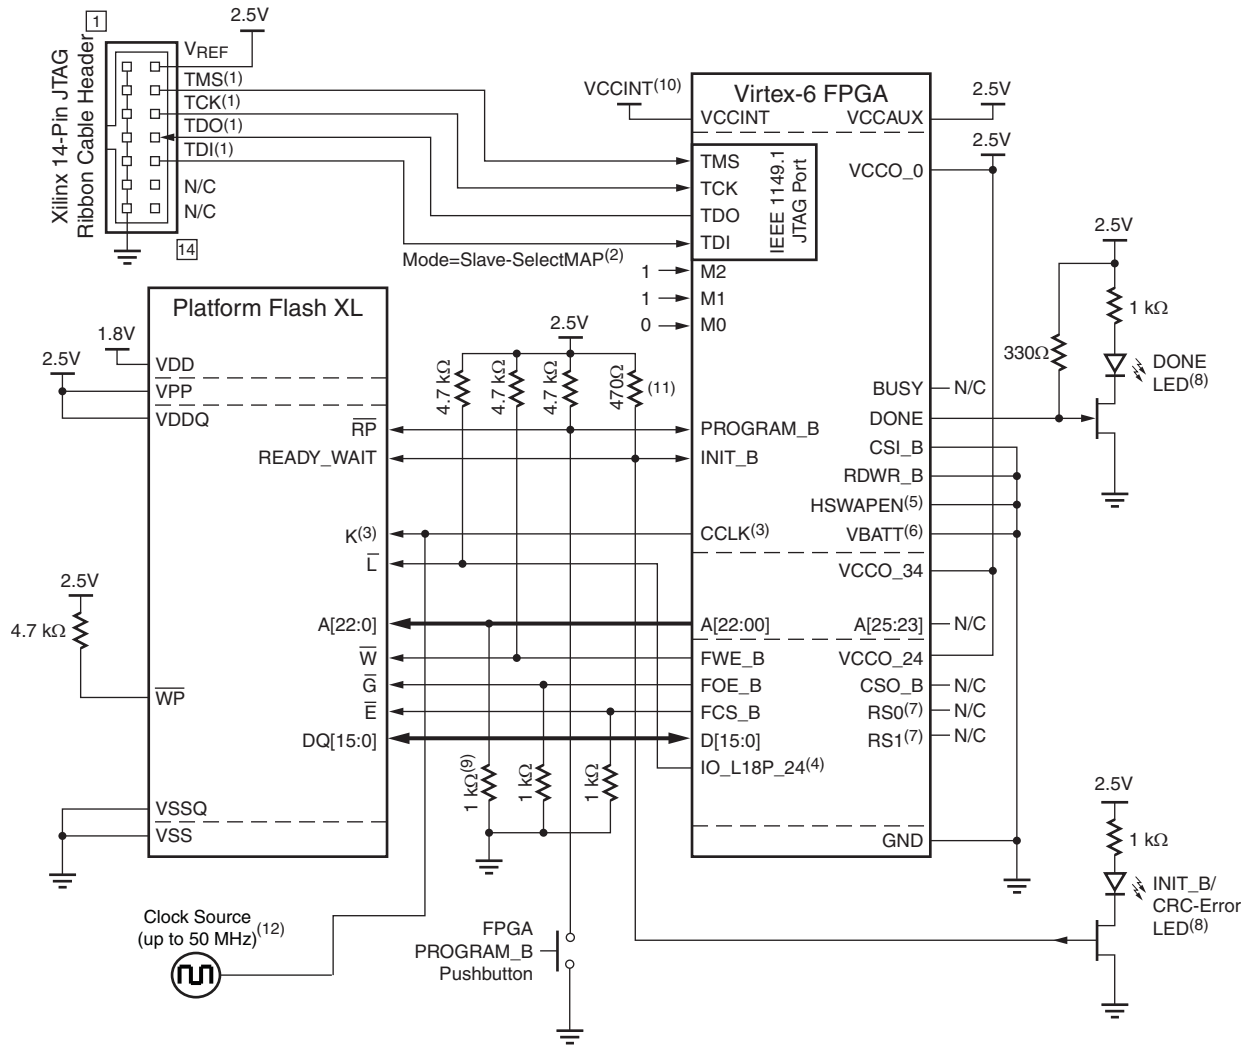 1
2.5V
Xilinx 14-Pin JTAG
Ribbon Cable Header
VREF
TMS(1)
TCK(1)
TDO(1)
TDI(1)
N/C
N/C
14
VCCINT(10)
Virtex-6 FPGA
VCCINT
VCCAUX
2.5V
2.5V
VCCO_0
TMS
TCK
TDO
TDI
IEEE 1149.1
JTAG Port
Mode=Slave-SelectMAP(2)
1
M2
1
M1
0
M0
2.5V
1 kΩ
330Ω
DONE
LED(8)
Platform Flash XL
1.8V
VDD
2.5V
VPP
VDDQ
2.5V
4.7 kΩ
4.7 kΩ
4.7 kΩ
470Ω
(11)
BUSY
N/C
DONE
RP
PROGRAM_B
CSI_B
READY_WAIT
INIT_B
RDWR_B
HSWAPEN(5)
K(3)
CCLK(3)
VBATT(6)
L
VCCO_34
2.5V
4.7 kΩ
A[22:0]
A[22:00]
A[25:23]
N/C
W
FWE_B
VCCO_24
G
FOE_B
CSO_B
N/C
WP
E
FCS_B
RS0(7)
N/C
DQ[15:0]
D[15:0]
RS1(7)
N/C
IO_L18P_24(4)
1 kΩ(9)
1 kΩ
1 kΩ
VSSQ
VSS
GND
2.5V
1 kΩ
INIT_B/
CRC-Error
LED(8)
Clock Source
(up to 50 MHz)(12)
FPGA
PROGRAM_B
Pushbutton